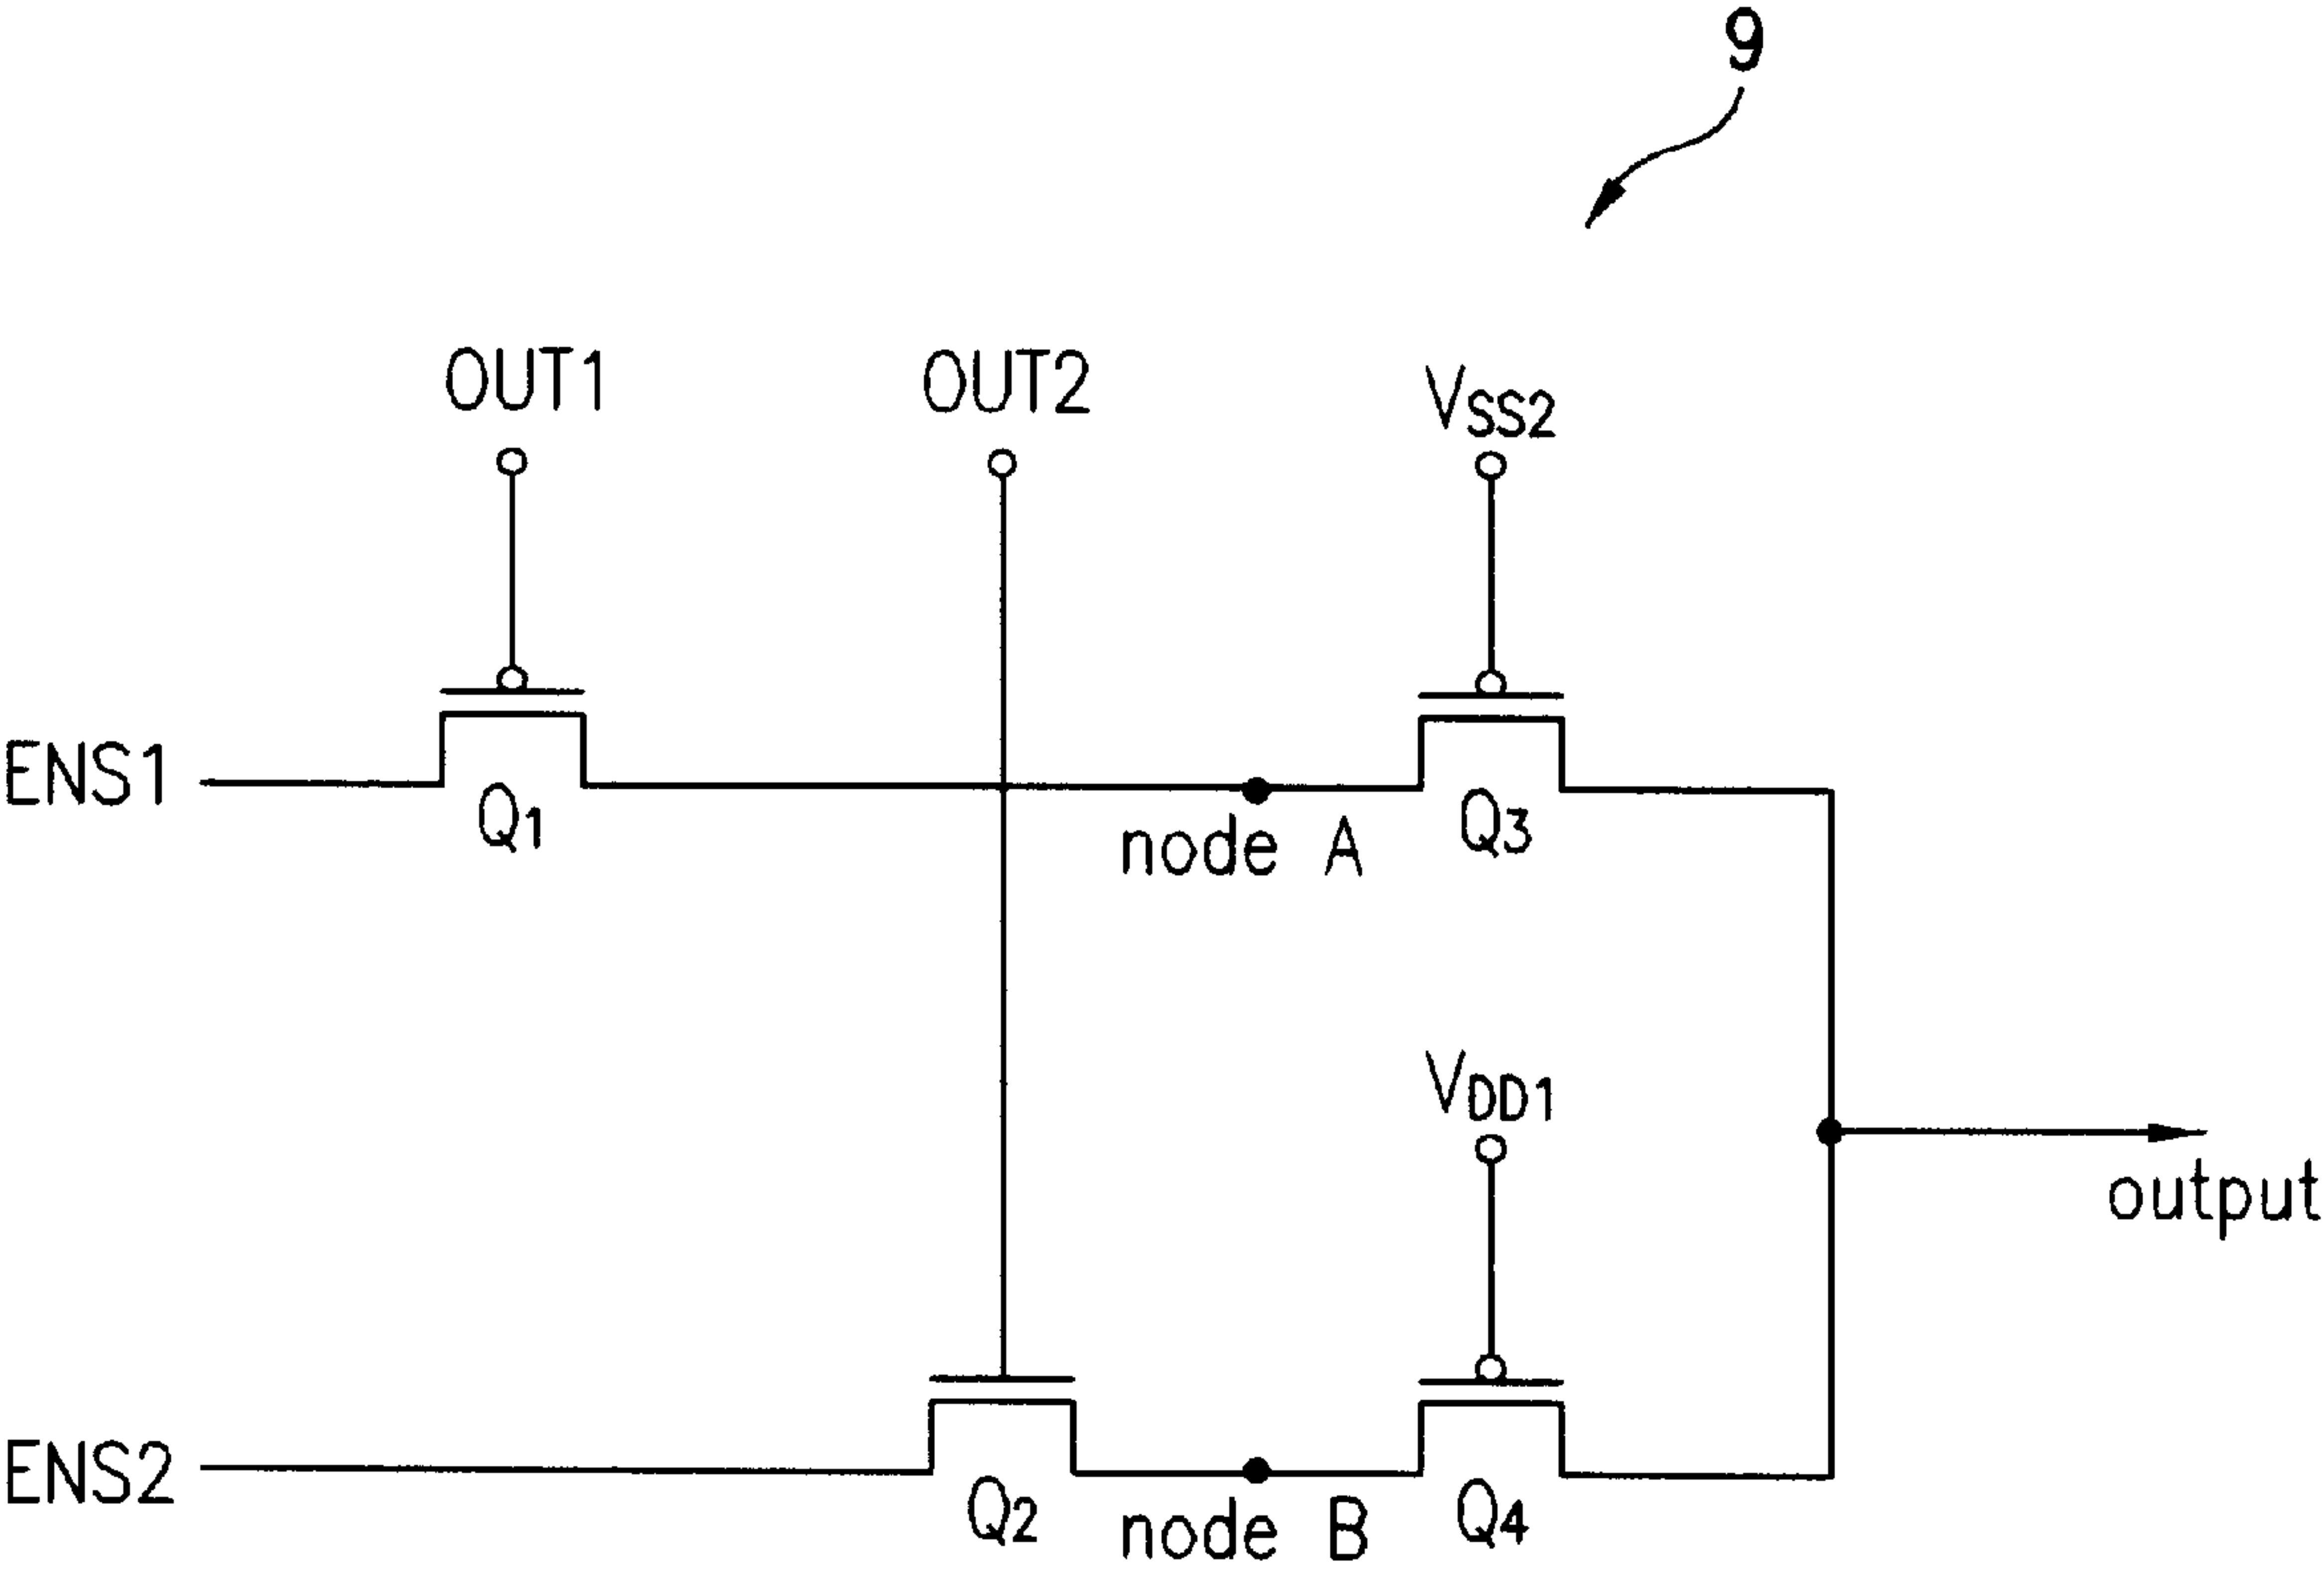 9
OUT1
OUT2
VSS2
ENS1
Q1
node A
Q3
VDD1
output
ENS2
Q2
node B
Q4